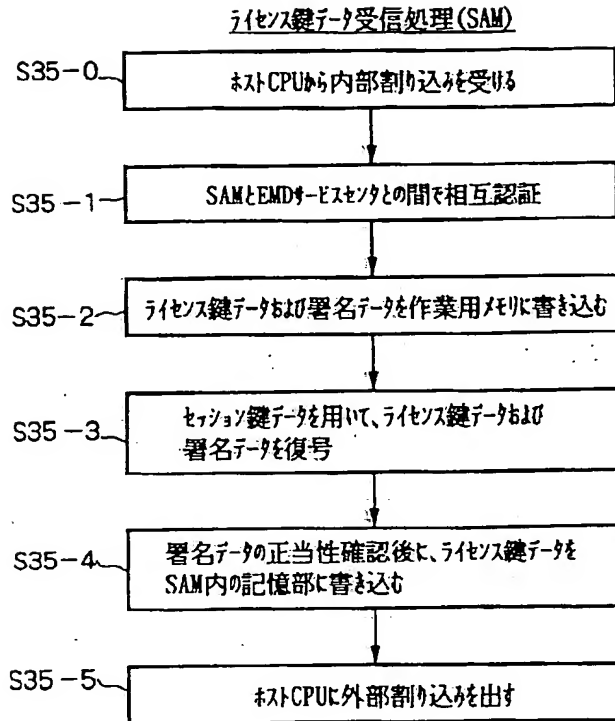 ライセンス鍵データ受信処理(SAM)
S35-0
ホストCPUから内部割り込みを受ける
S35-1
SAMとEMDサービスセンタとの間で相互認証
S35-2
ライセンス鍵データおよび署名データを作業用メモリに書き込む
S35-3
セッション鍵データを用いて、ライセンス鍵データおよび
署名データを復号
S35-4
署名データの正当性確認後に、ライセンス鍵データを
SAM内の記憶部に書き込む
S35-5
ホストCPUに外部割り込みを出す